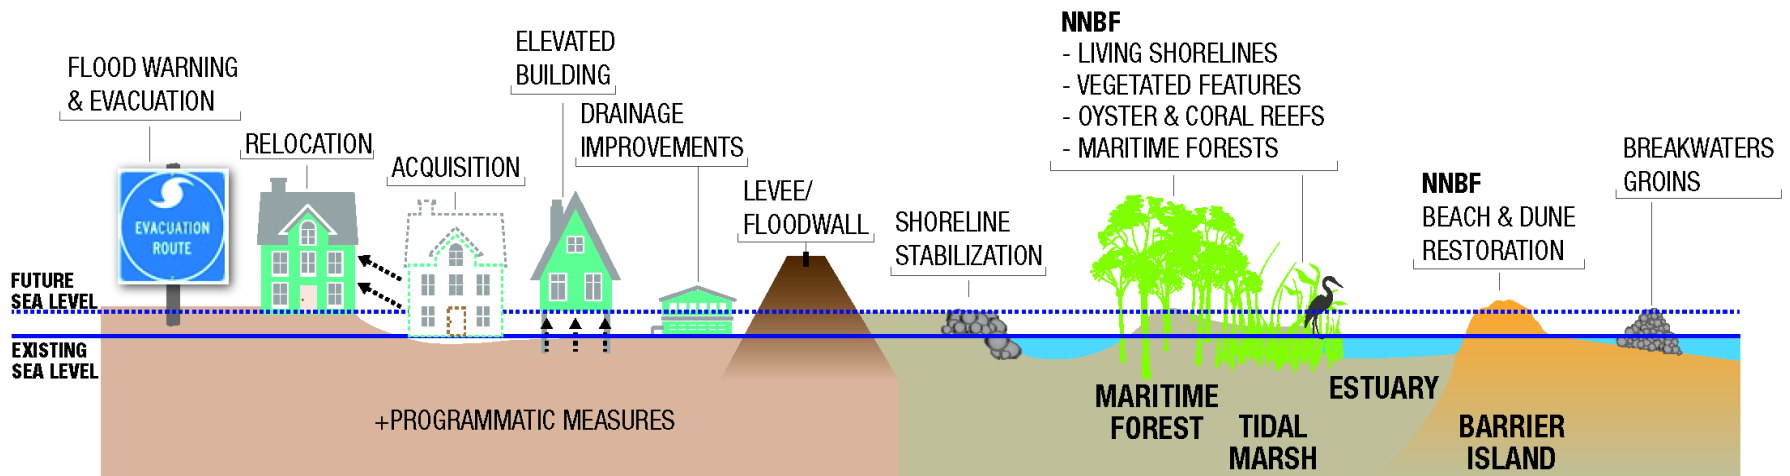 FLOOD WARNING
& EVACUATION
RELOCATION
ACQUISITION
ELEVATED
BUILDING
DRAINAGE
IMPROVEMENTS
LEVEE/
FLOODWALL
SHORELINE
STABILIZATION
NNBF
- LIVING SHORELINES
- VEGETATED FEATURES
- OYSTER & CORAL REEFS
- MARITIME FORESTS
NNBF
BEACH & DUNE
RESTORATION
BREAKWATERS
GROINS
EVACUATION
ROUTE
FUTURE
SEA LEVEL
EXISTING
SEA LEVEL
+PROGRAMMATIC MEASURES
MARITIME
FOREST
TIDAL
MARSH
ESTUARY
BARRIER
ISLAND